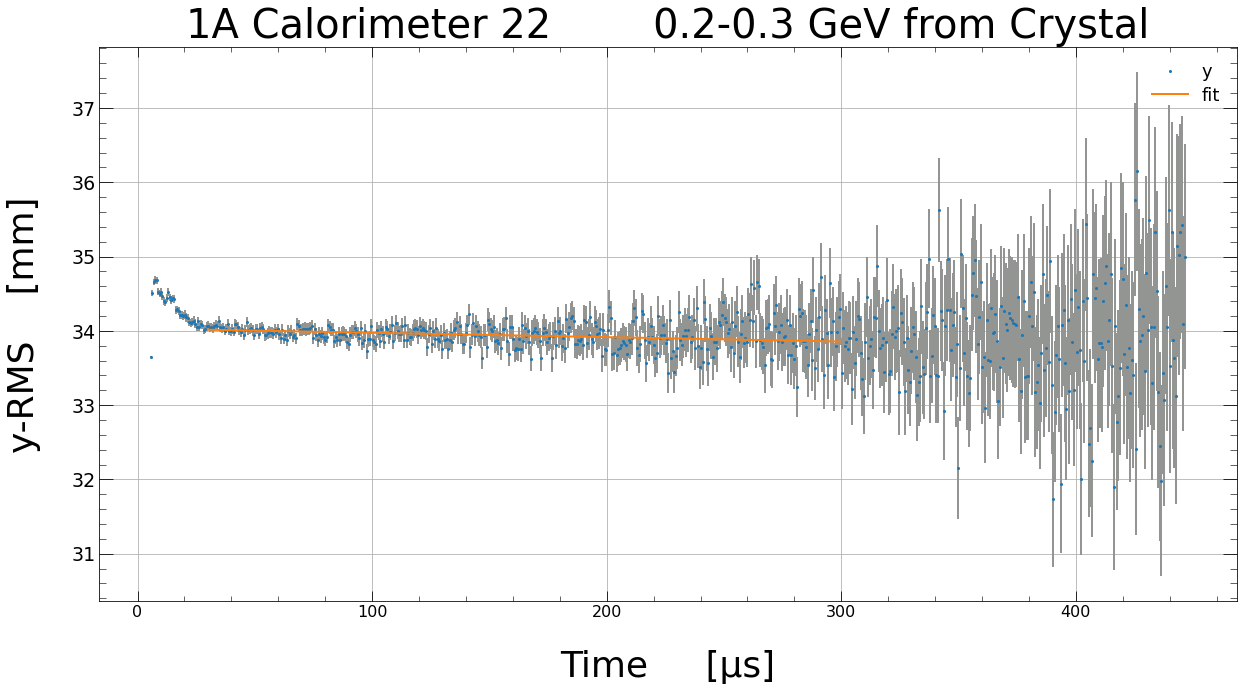 1A Calorimeter 22 0.2-0.3 GeV from Crystal
y
fit
37
36
35
34
33
32
31
y-RMS [mm]
0 100 200 300 400
Time [μs]